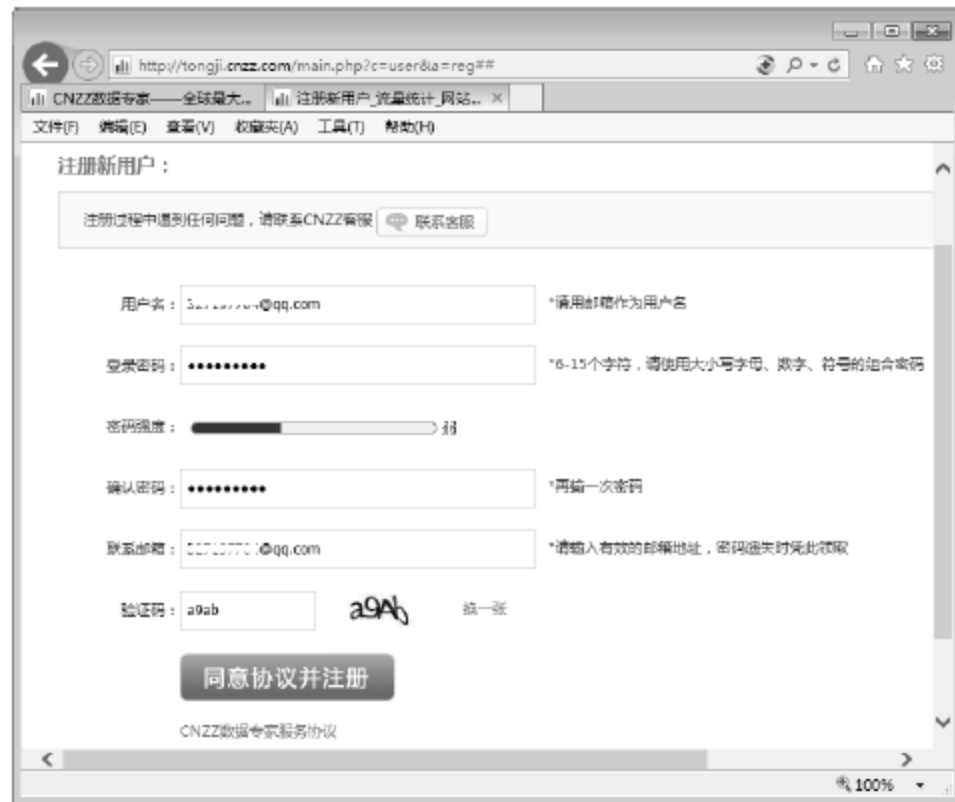 http://tongji.cnzz.com/main.php?c=user&a=reg##
CNZZ数据专家——全球最大... 注册新用户_流量统计_网站... ×
文件(F) 编辑(E) 查看(V) 收藏夹(A) 工具(T) 帮助(H)
注册新用户：
注册过程中遇到任何问题，请联系CNZZ客服 联系客服
用户名： @qq.com *请用邮箱作为用户名
登录密码： ••••••••• *6-15个字符，请使用大小写字母、数字、符号的组合密码
密码强度： 弱
确认密码： ••••••••• *再输一次密码
联系邮箱： @qq.com *请输入有效的邮箱地址，密码遗失时凭此领取
验证码： a9ab a9Ab 换一张
同意协议并注册
CNZZ数据专家服务协议
100%